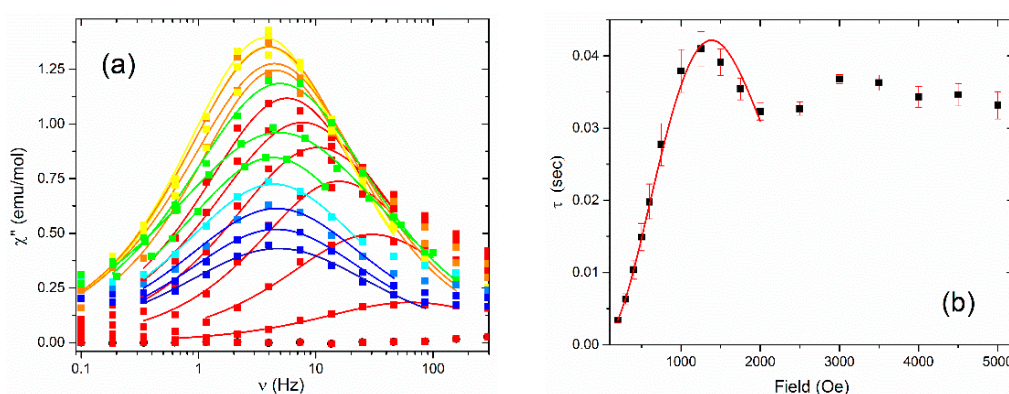 (a)
χ" (emu/mol)
1.25
1.00
0.75
0.50
0.25
0.00
0.1 1 10 100
ν (Hz)
(b)
τ (sec)
0.04
0.03
0.02
0.01
0.00
1000 2000 3000 4000 5000
Field (Oe)